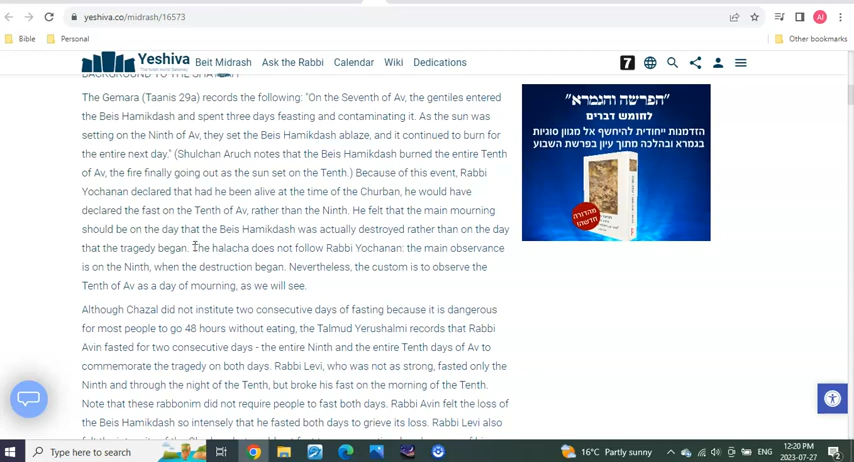 yeshiva.co/midrash/16573
Bible
Personal
Other bookmarks
Yeshiva
Beit Midrash
Ask the Rabbi
Calendar
Wiki
Dedications
7
The Gemara (Taanis 29a) records the following: "On the Seventh of Av, the gentiles entered
the Beis Hamikdash and spent three days feasting and contaminating it. As the sun was
setting on the Ninth of Av, they set the Beis Hamikdash ablaze, and it continued to burn for
the entire next day." (Shulchan Aruch notes that the Beis Hamikdash burned the entire Tenth
of Av, the fire finally going out as the sun set on the Tenth.) Because of this event, Rabbi
Yochanan declared that had he been alive at the time of the Churban, he would have
declared the fast on the Tenth of Av, rather than the Ninth. He felt that the main mourning
should be on the day that the Beis Hamikdash was actually destroyed rather than on the day
that the tragedy began. The halacha does not follow Rabbi Yochanan: the main observance
is on the Ninth, when the destruction began. Nevertheless, the custom is to observe the
Tenth of Av as a day of mourning, as we will see.
Although Chazal did not institute two consecutive days of fasting because it is dangerous
for most people to go 48 hours without eating, the Talmud Yerushalmi records that Rabbi
Avin fasted for two consecutive days - the entire Ninth and the entire Tenth days of Av to
commemorate the tragedy on both days. Rabbi Levi, who was not as strong, fasted only the
Ninth and through the night of the Tenth, but broke his fast on the morning of the Tenth.
Note that these rabbonim did not require people to fast both days. Rabbi Avin felt the loss of
the Beis Hamikdash so intensely that he fasted both days to grieve its loss. Rabbi Levi also
"הפרשה והגמרא"
לחומש דברים
הזדמנות ייחודית להיחשף אל מגוון סוגיות
בגמרא ובהלכה מתוך עיון בפרשת השבוע
מהדורה
חדשה!
Type here to search
16°C Partly sunny
ENG
12:20 PM
2023-07-27
2
AI